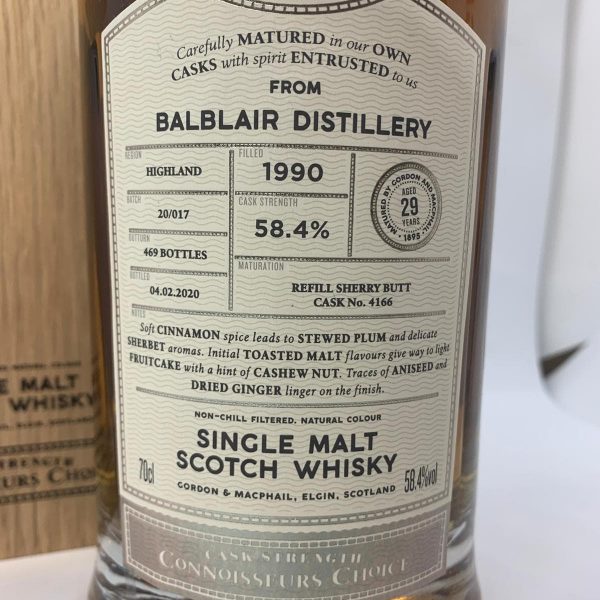 Carefully MATURED in our OWN
CASKS with spirit ENTRUSTED to us
FROM
BALBLAIR DISTILLERY
REGION
HIGHLAND
BATCH
20/017
OUTTURN
469 BOTTLES
BOTTLED
04.02.2020
FILLED
1990
CASK STRENGTH
58.4%
MATURATION
REFILL SHERRY BUTT
CASK No. 4166
MATURED BY GORDON AND MACPHAIL
AGED
29
YEARS
· 1895 ·
NOTES
Soft CINNAMON spice leads to STEWED PLUM and delicate
SHERBET aromas. Initial TOASTED MALT flavours give way to light
FRUITCAKE with a hint of CASHEW NUT. Traces of ANISEED and
DRIED GINGER linger on the finish.
NON-CHILL FILTERED. NATURAL COLOUR
SINGLE MALT
SCOTCH WHISKY
70cl
GORDON & MACPHAIL, ELGIN, SCOTLAND
58.4%vol
CASK STRENGTH
CONNOISSEURS CHOICE
LE MALT
WHISKY
STRENGTH
EURS CHOICE